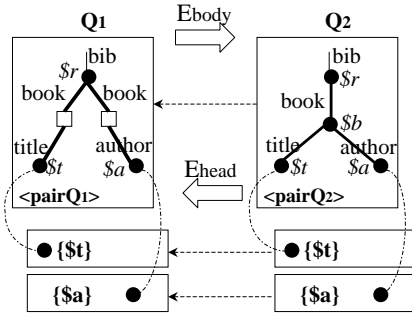 Q1 Ebody Q2
bib bib
$r $r
book book book
$b
title author title author
$t $a $t $a
Ehead
<pairQ1> <pairQ2>
{$t} {$t}
{$a} {$a}